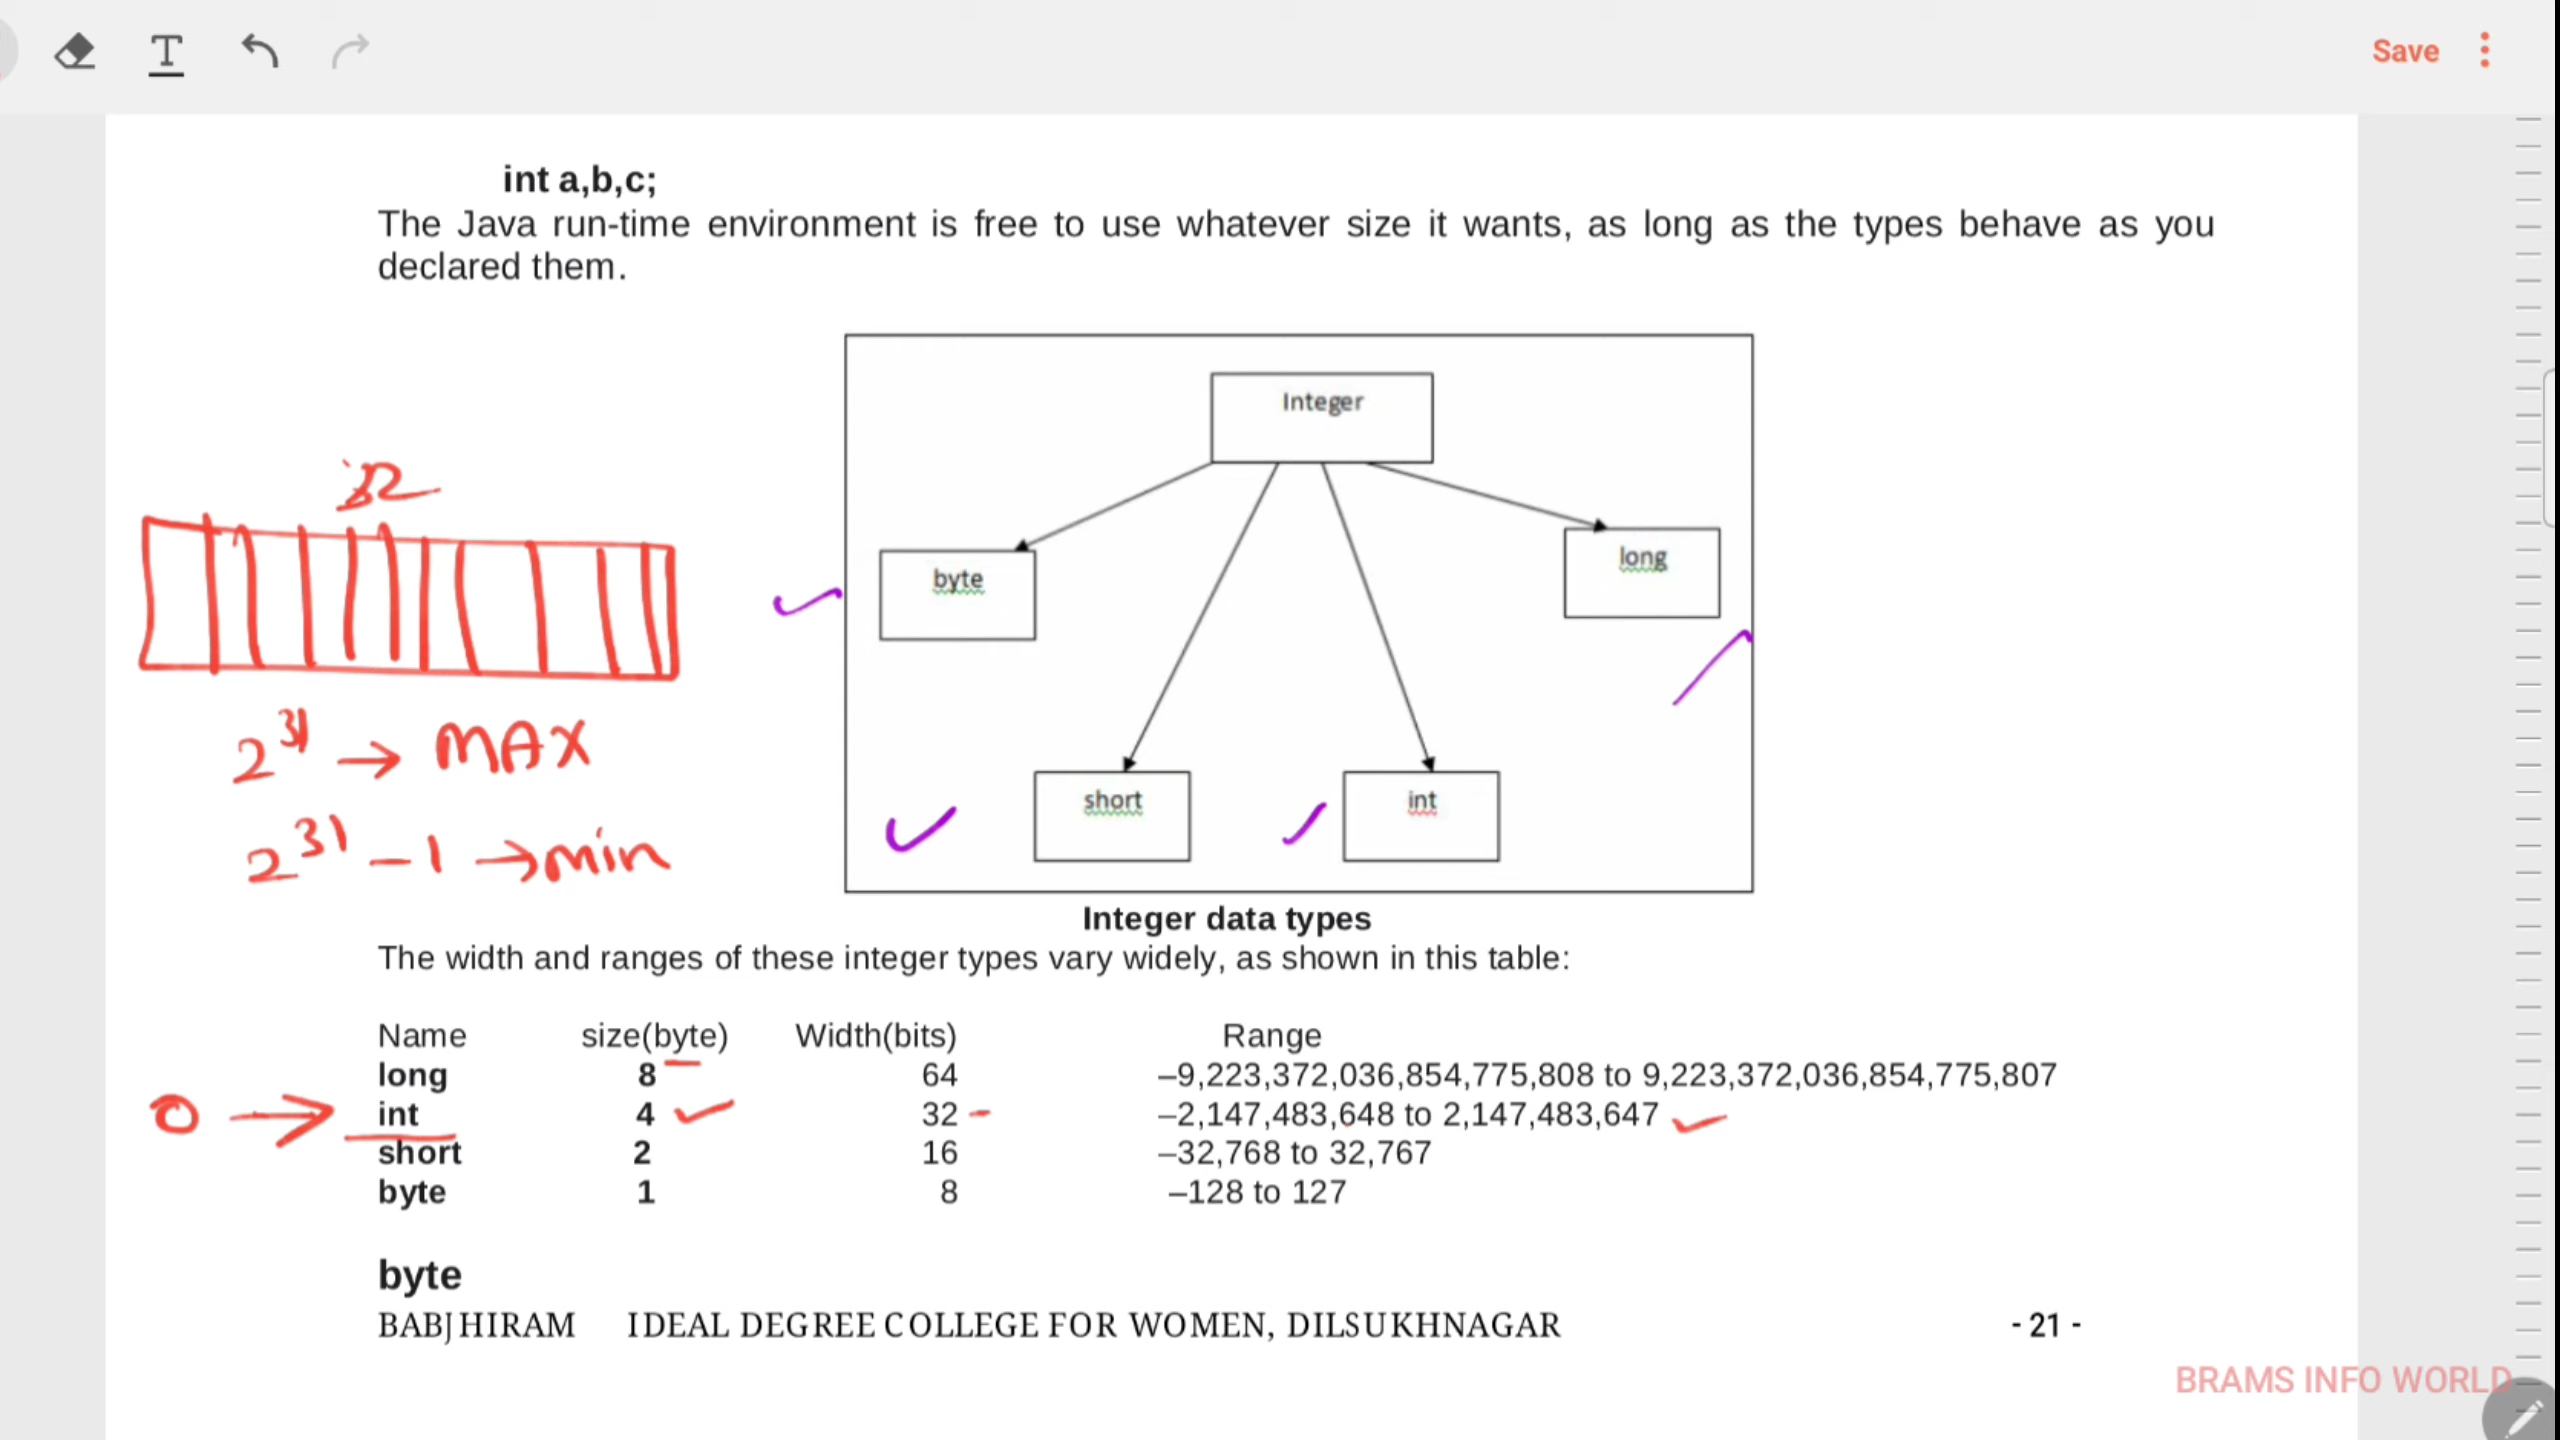 T
Save
int a,b,c;
The Java run-time environment is free to use whatever size it wants, as long as the types behave as you
declared them.
Integer
32
byte
long
2^31 → MAX
short
int
2^31 - 1 → min
Integer data types
The width and ranges of these integer types vary widely, as shown in this table:
Name size(byte) Width(bits) Range
long 8 64 –9,223,372,036,854,775,808 to 9,223,372,036,854,775,807
0 → int 4 32 –2,147,483,648 to 2,147,483,647
short 2 16 –32,768 to 32,767
byte 1 8 –128 to 127
byte
BABJ HIRAM IDEAL DEGREE COLLEGE FOR WOMEN, DILSUKHNAGAR - 21 -
BRAMS INFO WORLD